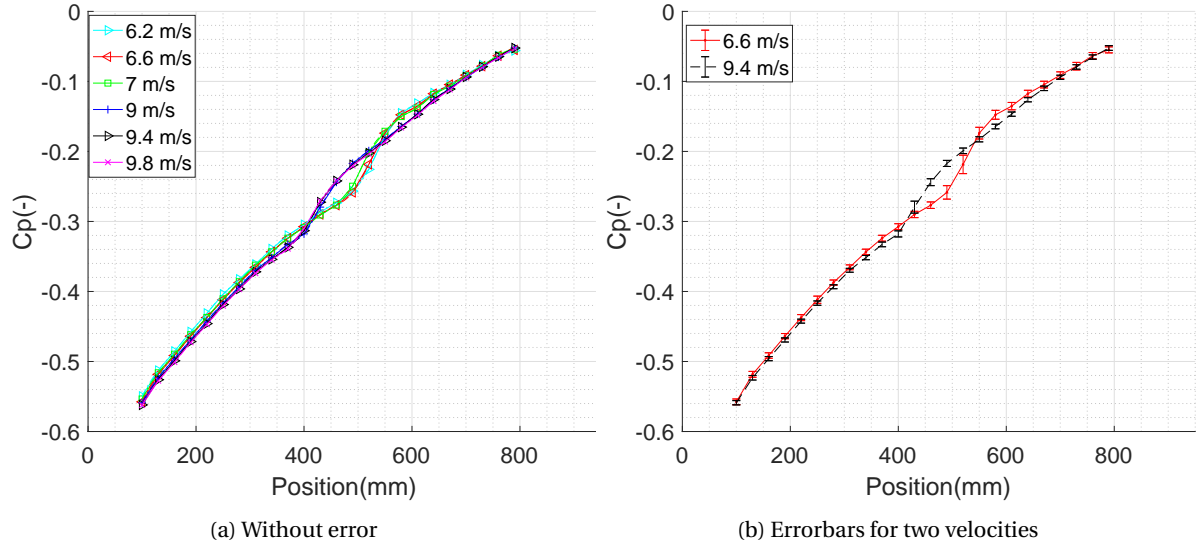 0
-0.1
-0.2
-0.3
-0.4
-0.5
-0.6
Cp(-)
6.2 m/s
6.6 m/s
7 m/s
9 m/s
9.4 m/s
9.8 m/s
0 200 400 600 800
Position(mm)
(a) Without error
0
-0.1
-0.2
-0.3
-0.4
-0.5
-0.6
Cp(-)
6.6 m/s
9.4 m/s
0 200 400 600 800
Position(mm)
(b) Errorbars for two velocities